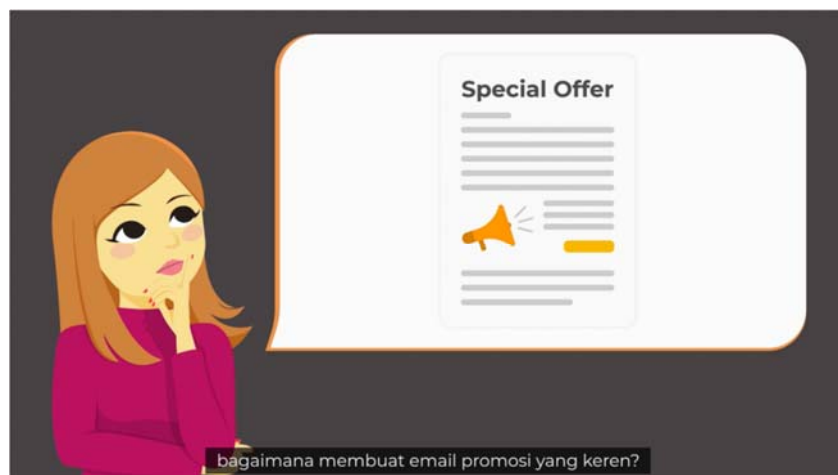 Special Offer
bagaimana membuat email promosi yang keren?